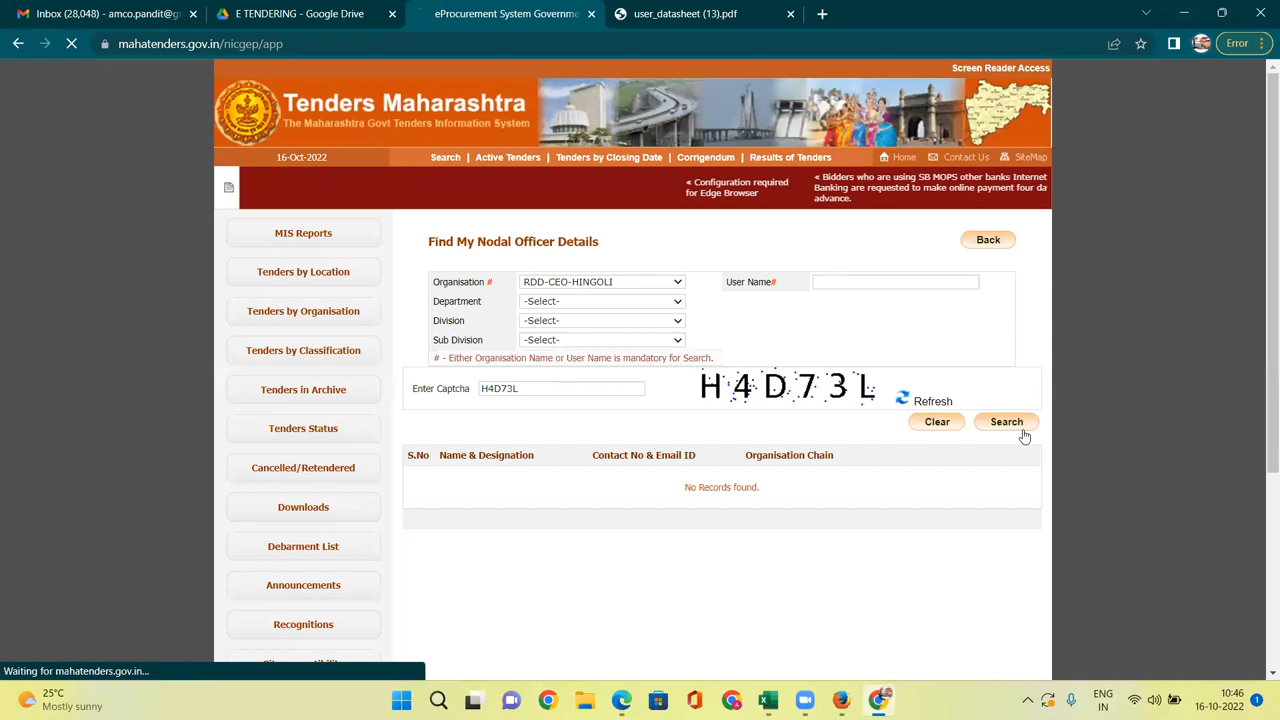 Inbox (28,048) - amco.pandit@g
E TENDERING - Google Drive
eProcurement System Governme
user_datasheet (13).pdf
mahatenders.gov.in/nicgep/app
Error
Screen Reader Access
Tenders Maharashtra
The Maharashtra Govt Tenders Information System
16-Oct-2022
Search | Active Tenders | Tenders by Closing Date | Corrigendum | Results of Tenders
Home Contact Us SiteMap
« Configuration required
for Edge Browser
« Bidders who are using SB MOPS other banks Internet
Banking are requested to make online payment four da
advance.
MIS Reports
Tenders by Location
Tenders by Organisation
Tenders by Classification
Tenders in Archive
Tenders Status
Cancelled/Retendered
Downloads
Debarment List
Announcements
Recognitions
Find My Nodal Officer Details
Back
Organisation # RDD-CEO-HINGOLI User Name#
Department -Select-
Division -Select-
Sub Division -Select-
# - Either Organisation Name or User Name is mandatory for Search.
Enter Captcha H4D73L H4D73L Refresh
Clear Search
S.No Name & Designation Contact No & Email ID Organisation Chain
No Records found.
Waiting for mahatenders.gov.in...
25°C
Mostly sunny
ENG
IN
10:46
16-10-2022
1